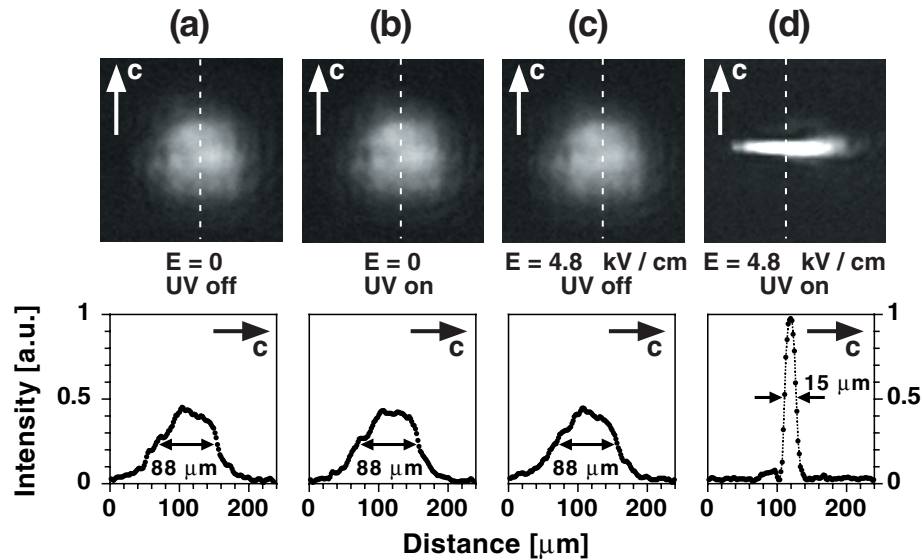 (a) (b) (c) (d)
c c c c
E = 0 E = 0 E = 4.8 kV / cm E = 4.8 kV / cm
UV off UV on UV off UV on
1 1
c c c c
Intensity [a.u.]
0.5 0.5
15 μm
88 μm 88 μm 88 μm
0 0
0 100 200 0 100 200 0 100 200 0 100 200
Distance [μm]